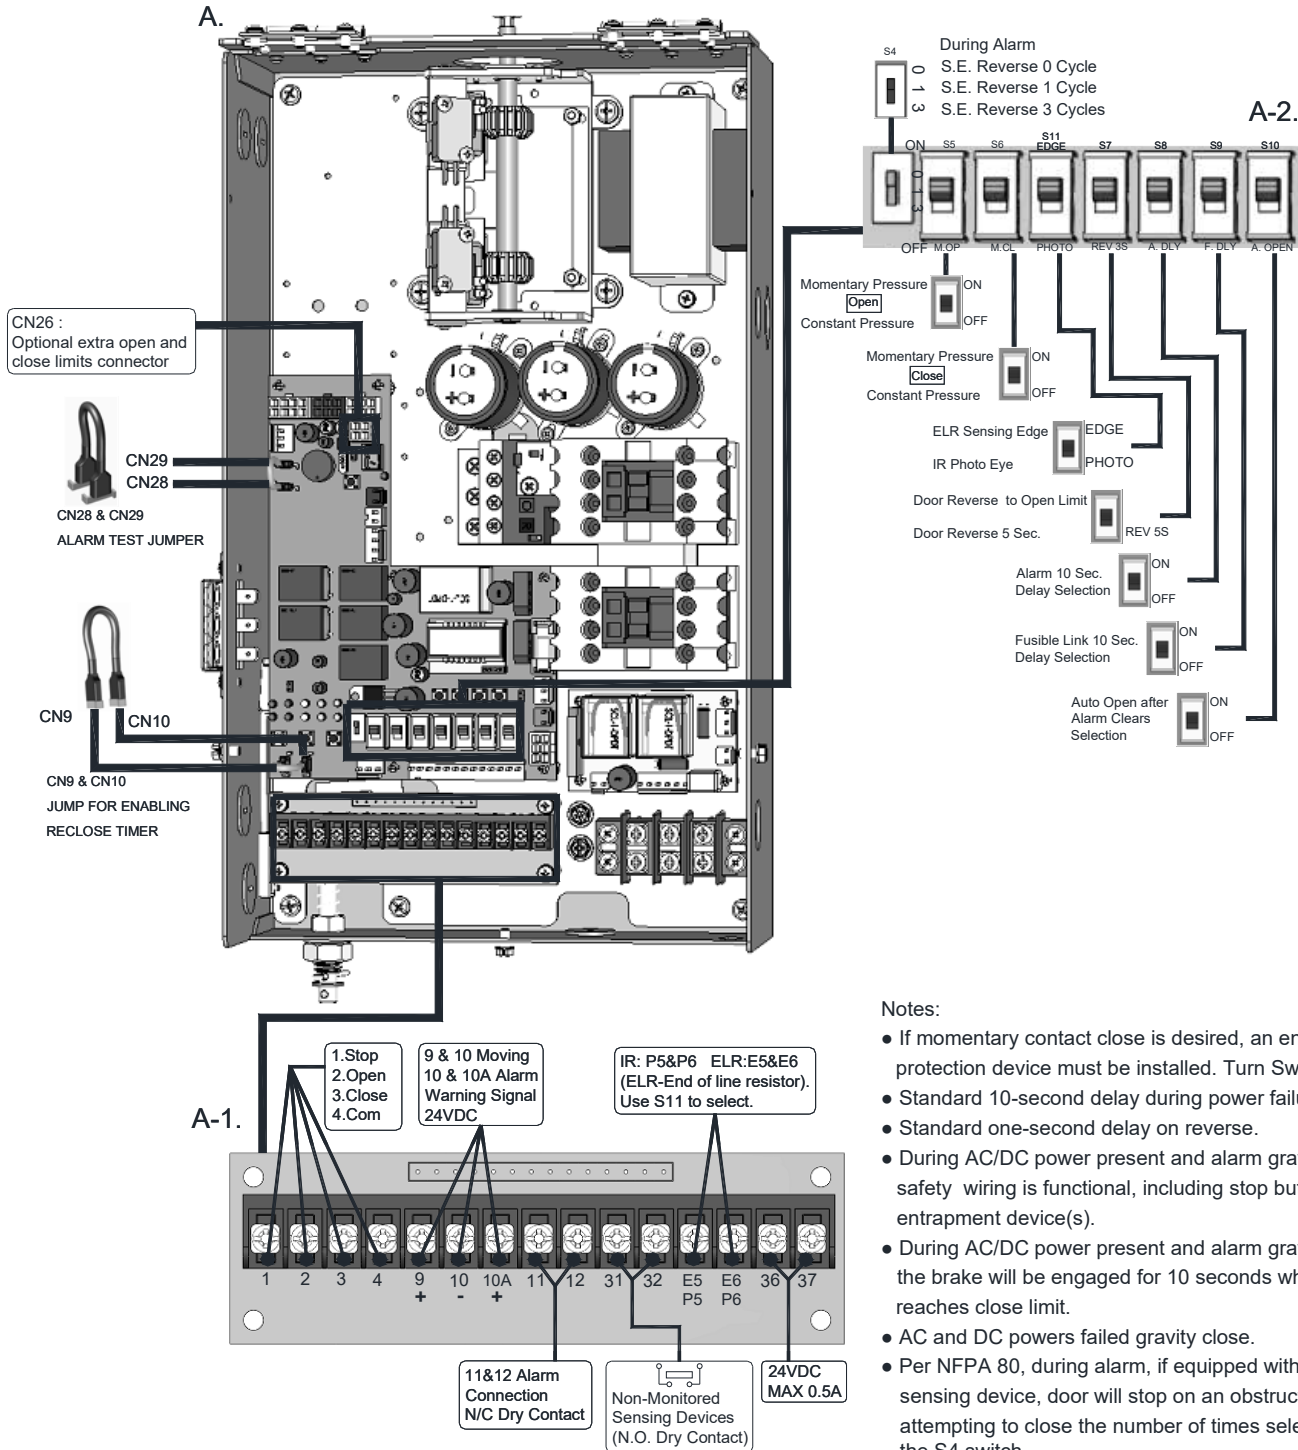 A.
S4
During Alarm
0
S.E. Reverse 0 Cycle
1
S.E. Reverse 1 Cycle
3
S.E. Reverse 3 Cycles
A-2.
ON
S5
S6
S11
EDGE
S7
S8
S9
S10
0
1
3
OFF
M.OP
M.CL
PHOTO
REV 3S
A. DLY
F. DLY
A. OPEN
Momentary Pressure
Open
Constant Pressure
ON
OFF
Momentary Pressure
Close
Constant Pressure
ON
OFF
ELR Sensing Edge
IR Photo Eye
EDGE
PHOTO
Door Reverse to Open Limit
Door Reverse 5 Sec.
REV 5S
Alarm 10 Sec.
Delay Selection
ON
OFF
Fusible Link 10 Sec.
Delay Selection
ON
OFF
Auto Open after
Alarm Clears
Selection
ON
OFF
CN26 :
Optional extra open and
close limits connector
CN29
CN28
CN28 & CN29
ALARM TEST JUMPER
CN9
CN10
CN9 & CN10
JUMP FOR ENABLING
RECLOSE TIMER
A-1.
1.Stop
2.Open
3.Close
4.Com
9 & 10 Moving
10 & 10A Alarm
Warning Signal
24VDC
IR: P5&P6 ELR:E5&E6
(ELR-End of line resistor).
Use S11 to select.
1 2 3 4 9 10 10A 11 12 31 32 E5 E6 36 37
+ - + P5 P6
11&12 Alarm
Connection
N/C Dry Contact
Non-Monitored
Sensing Devices
(N.O. Dry Contact)
24VDC
MAX 0.5A
Notes:
● If momentary contact close is desired, an en
protection device must be installed. Turn Sw
● Standard 10-second delay during power failu
● Standard one-second delay on reverse.
● During AC/DC power present and alarm gra
safety wiring is functional, including stop but
entrapment device(s).
● During AC/DC power present and alarm gra
the brake will be engaged for 10 seconds wh
reaches close limit.
● AC and DC powers failed gravity close.
● Per NFPA 80, during alarm, if equipped with
sensing device, door will stop on an obstruc
attempting to close the number of times sele
the S4 switch